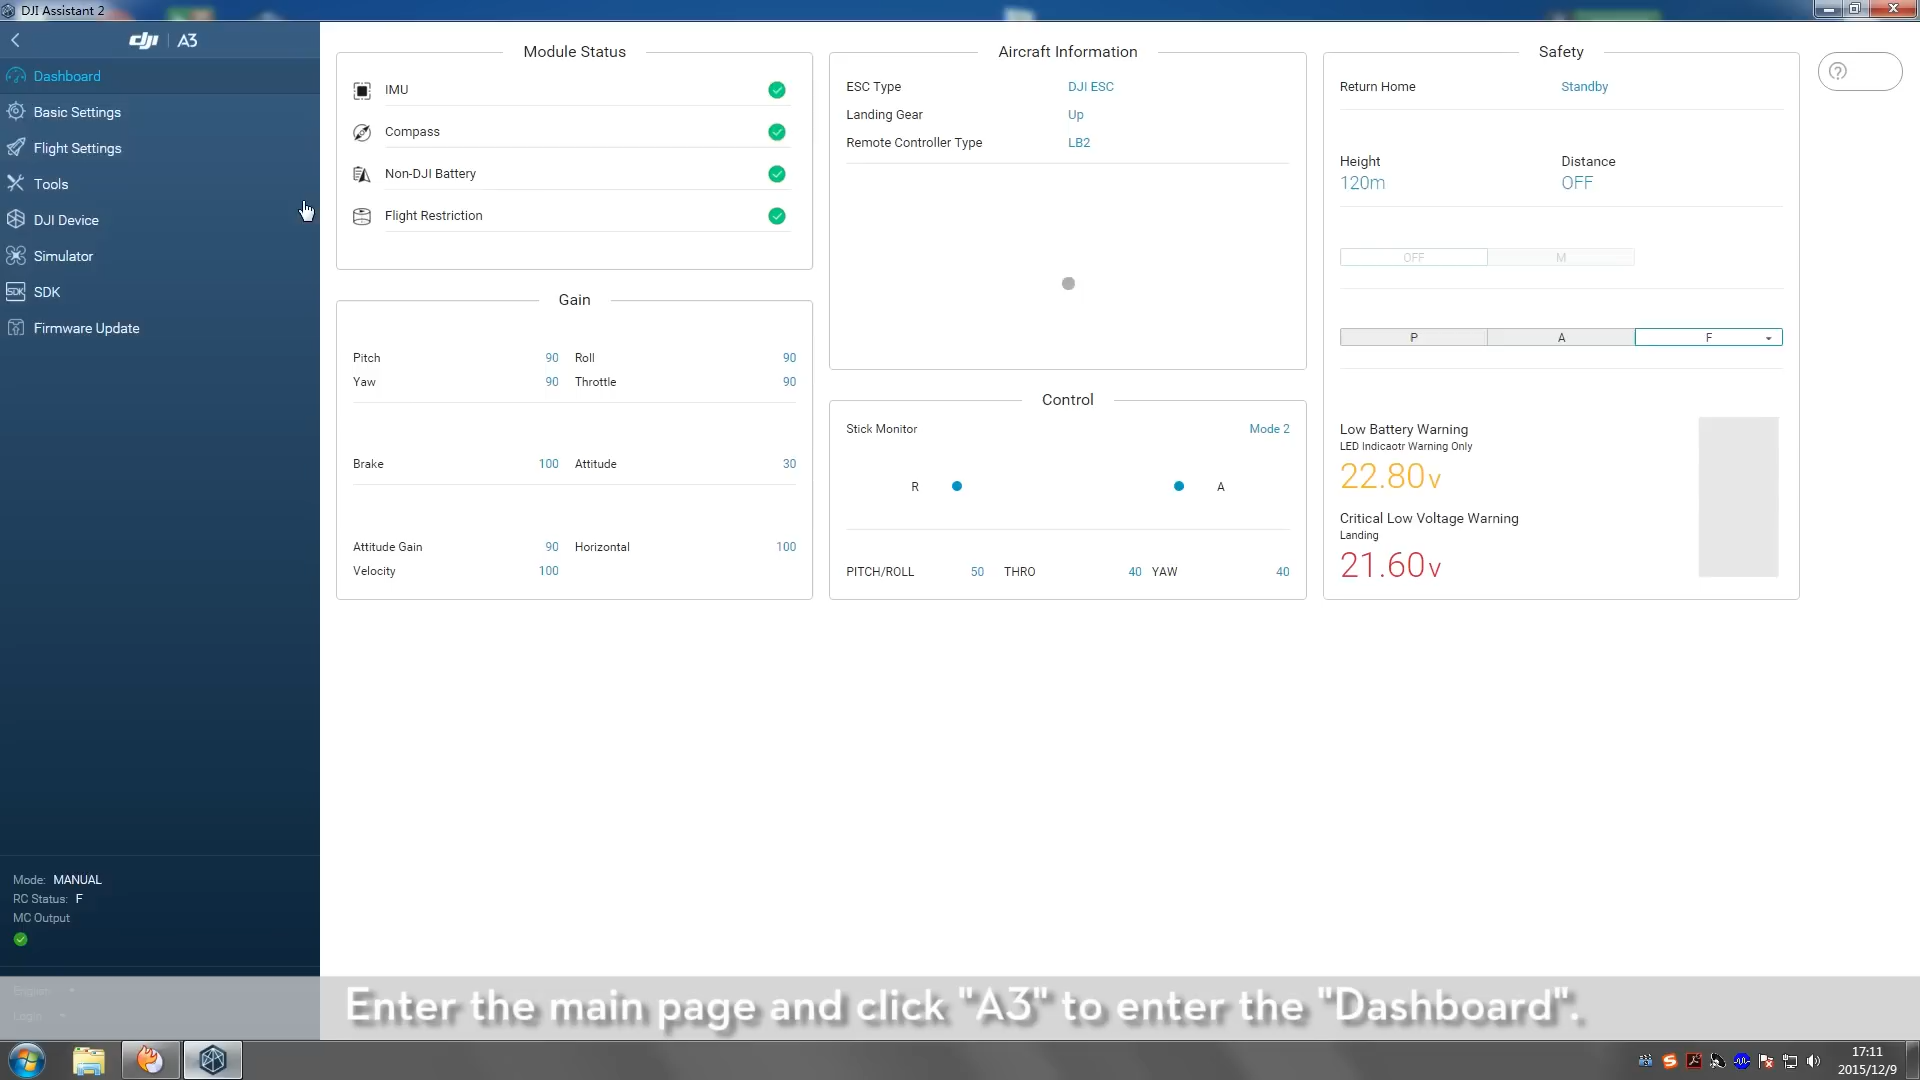 DJI Assistant 2
dji A3
Dashboard
Basic Settings
Flight Settings
Tools
DJI Device
Simulator
SDK SDK
Firmware Update
Mode: MANUAL
RC Status: F
MC Output
English
Login
Module Status
IMU
Compass
Non-DJI Battery
Flight Restriction
Gain
Pitch 90 Roll 90
Yaw 90 Throttle 90
Brake 100 Attitude 30
Attitude Gain 90 Horizontal 100
Velocity 100
Aircraft Information
ESC Type DJI ESC
Landing Gear Up
Remote Controller Type LB2
Control
Stick Monitor Mode 2
R A
PITCH/ROLL 50 THRO 40 YAW 40
Safety
Return Home Standby
Height Distance
120m OFF
OFF M
P A F
Low Battery Warning
LED Indicaotr Warning Only
22.80V
Critical Low Voltage Warning
Landing
21.60V
?
Enter the main page and click "A3" to enter the "Dashboard".
17:11
2015/12/9